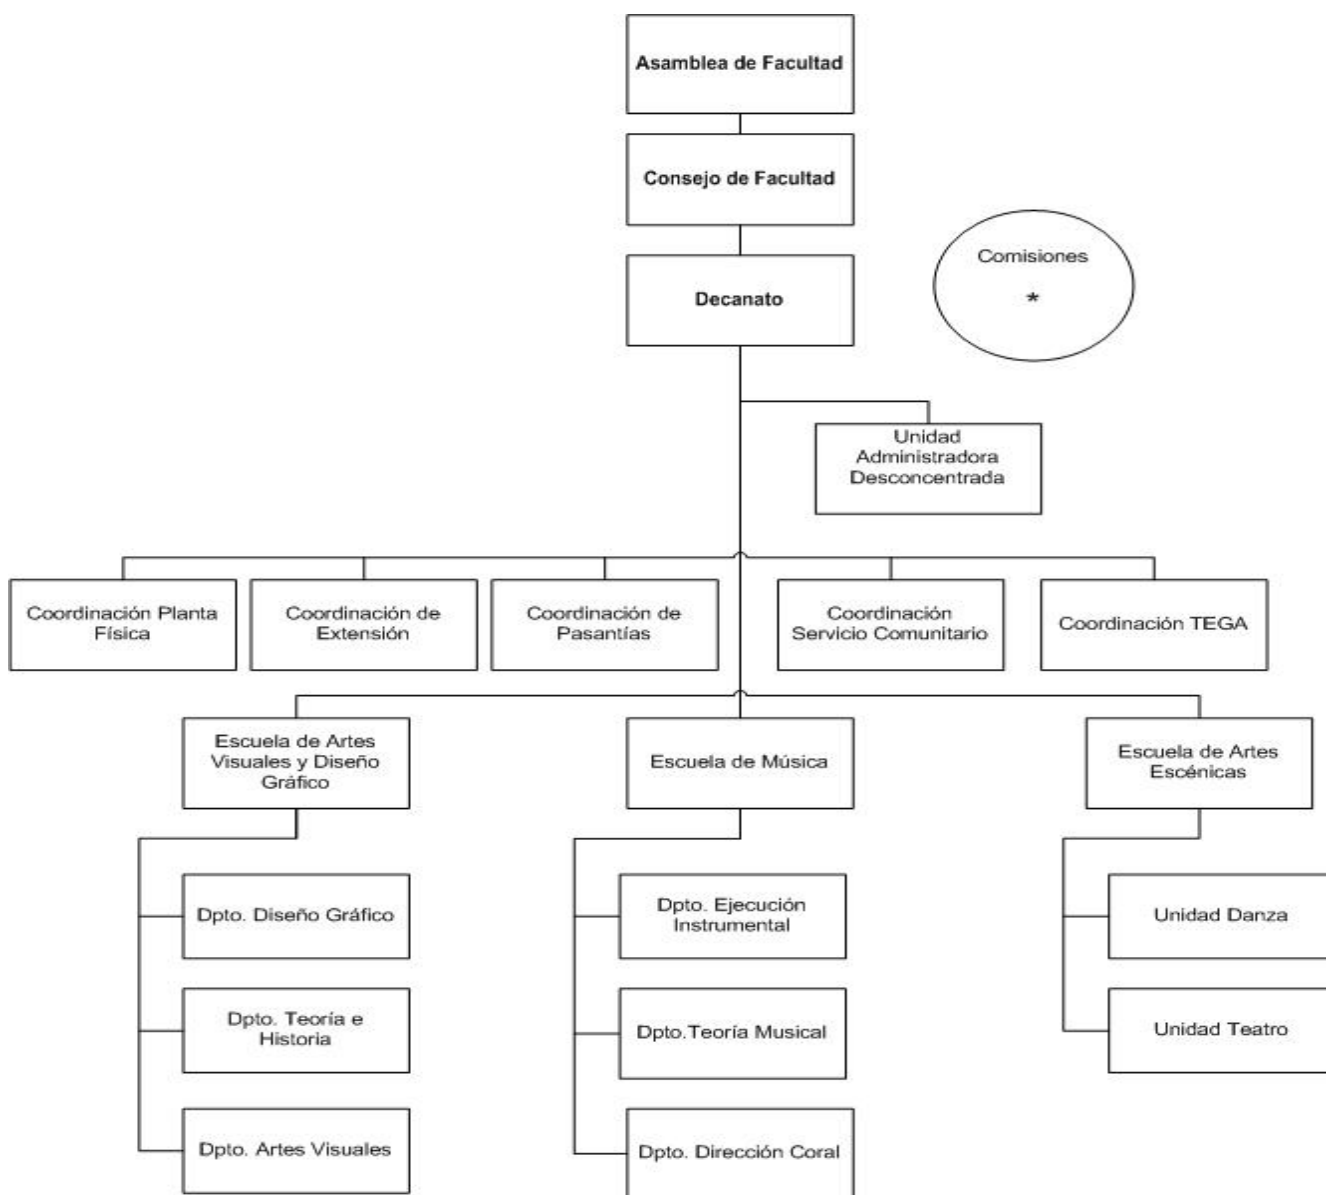 Asamblea de Facultad
Consejo de Facultad
Comisiones
*
Decanato
Unidad
Administradora
Desconcentrada
Coordinación Planta
Física
Coordinación de
Extensión
Coordinación de
Pasantías
Coordinación
Servicio Comunitario
Coordinación TEGA
Escuela de Artes
Visuales y Diseño
Gráfico
Escuela de Música
Escuela de Artes
Escénicas
Dpto. Diseño Gráfico
Dpto. Ejecución
Instrumental
Unidad Danza
Dpto. Teoría e
Historia
Dpto.Teoría Musical
Unidad Teatro
Dpto. Artes Visuales
Dpto. Dirección Coral